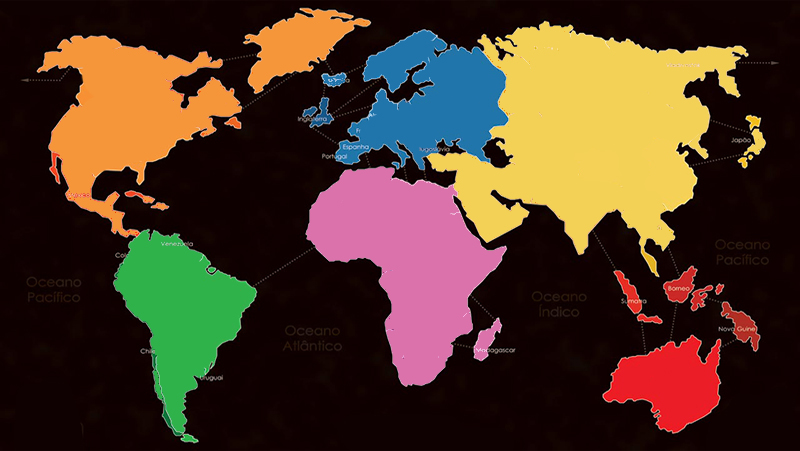 Inglaterra
Espanha
Portugal
Iugoslávia
Japão
Venezuela
Oceano
Pacífico
Oceano
Atlântico
Oceano
Índico
Oceano
Pacífico
Sumatra
Borneo
Nova Guiné
Madagascar
Chile
Uruguai